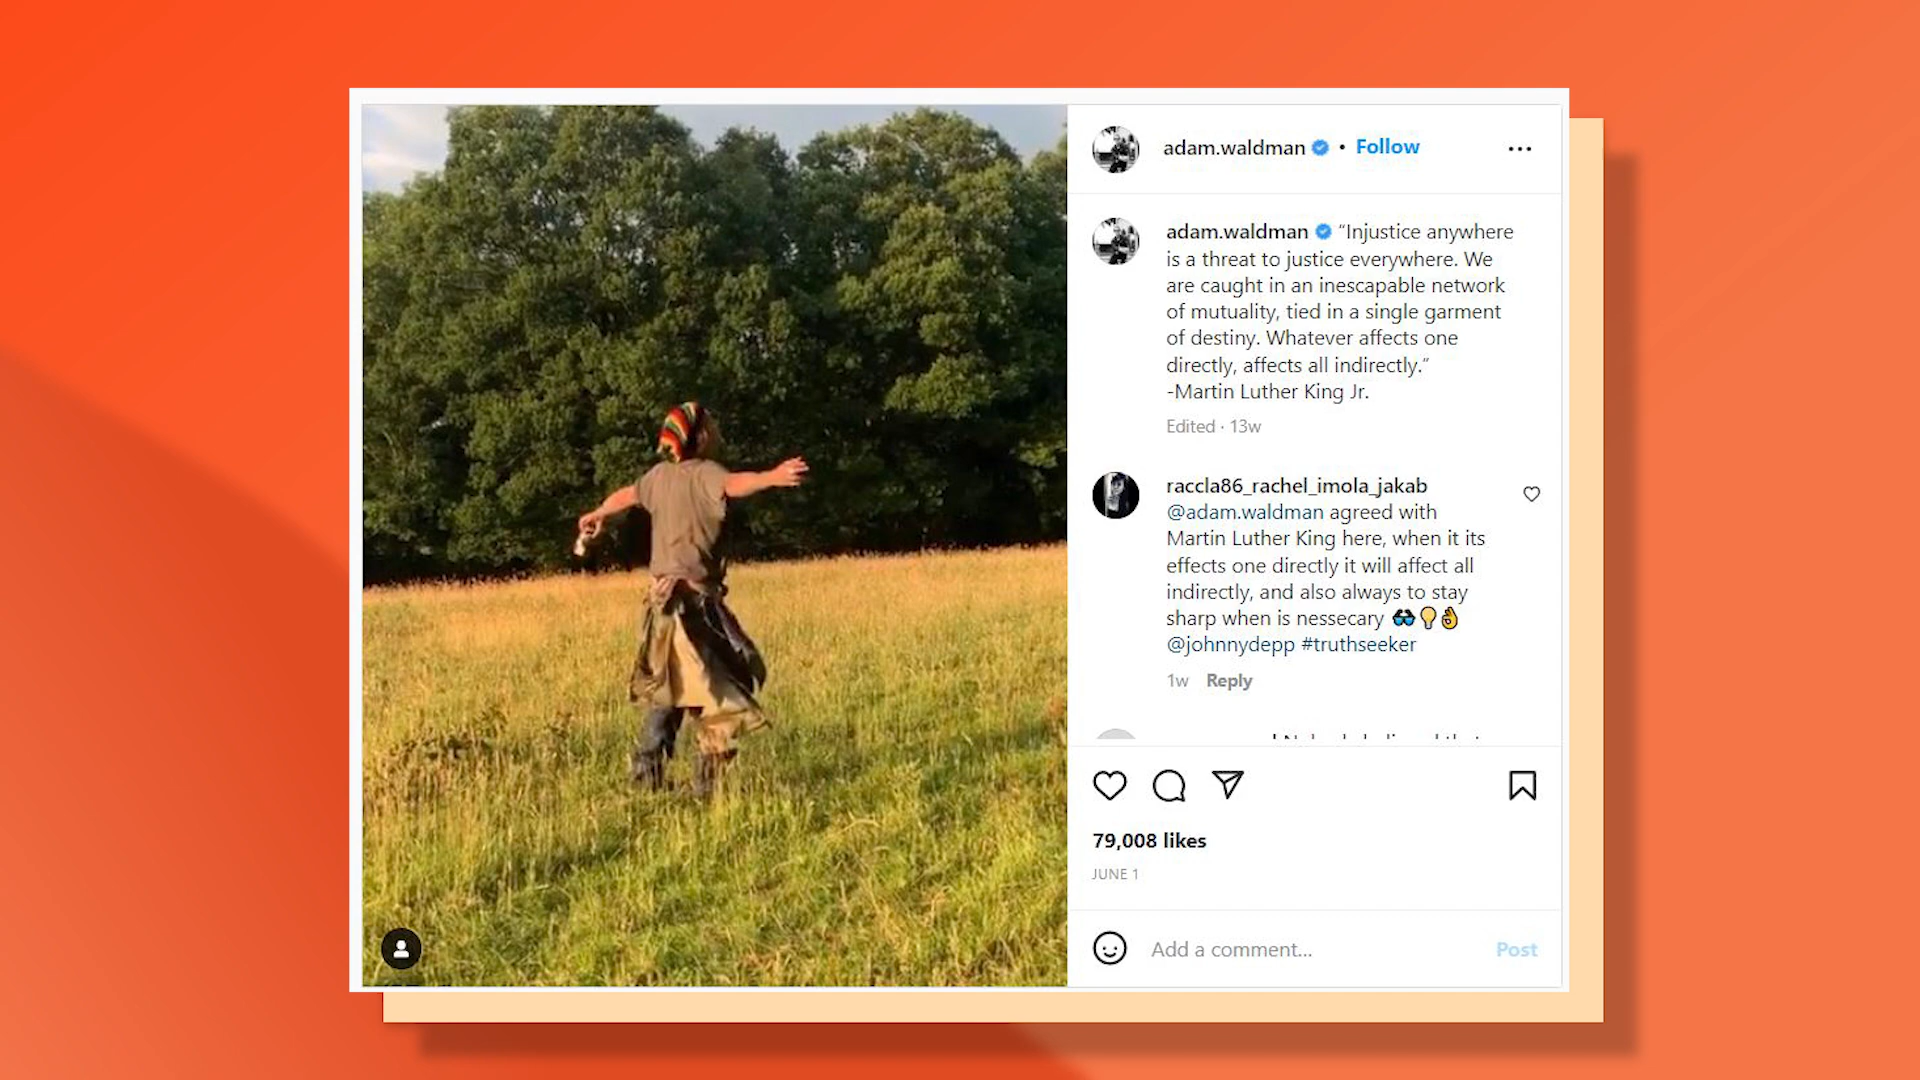 adam.waldman • Follow
adam.waldman “Injustice anywhere
is a threat to justice everywhere. We
are caught in an inescapable network
of mutuality, tied in a single garment
of destiny. Whatever affects one
directly, affects all indirectly.”
-Martin Luther King Jr.
Edited · 13w
raccla86_rachel_imola_jakab
@adam.waldman agreed with
Martin Luther King here, when it its
effects one directly it will affect all
indirectly, and also always to stay
sharp when is nessecary 👓💡👌
@johnnydepp #truthseeker
1w Reply
79,008 likes
JUNE 1
Add a comment... Post